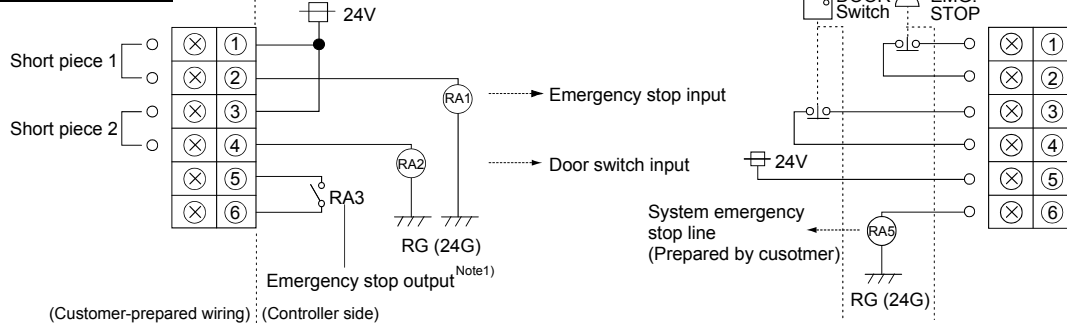 24V
DOOR
Switch
EMG.
STOP
Short piece 1
Short piece 2
①
②
③
④
⑤
⑥
RA1
RA2
RA3
Emergency stop input
Door switch input
RG (24G)
Emergency stop output Note1)
(Customer-prepared wiring)
(Controller side)
①
②
③
④
⑤
⑥
24V
System emergency
stop line
(Prepared by cusotmer)
RA5
RG (24G)